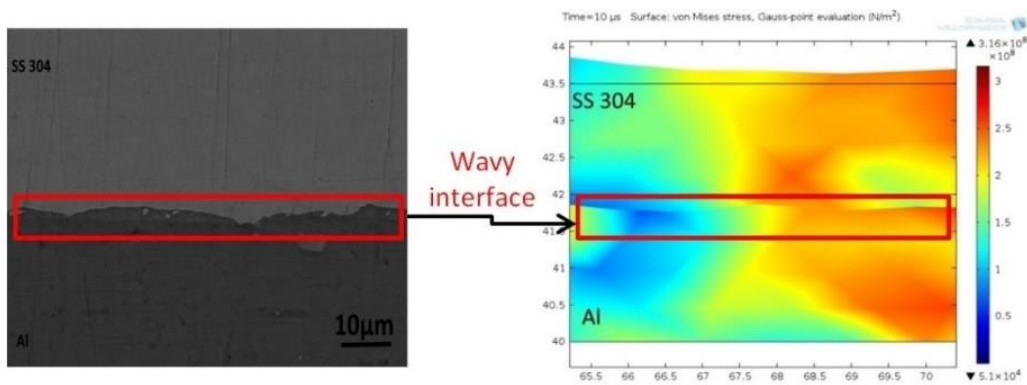 SS 304
Al
10μm
Wavy
interface
Time=10 μs Surface: von Mises stress, Gauss-point evaluation (N/m²)
44
43.5
43
42.5
42
41.5
41
40.5
40
SS 304
Al
65.5 66 66.5 67 67.5 68 68.5 69 69.5 70
▲ 3.16×10⁸
×10⁸
3
2.5
2
1.5
1
0.5
0
▼ 5.1×10⁴